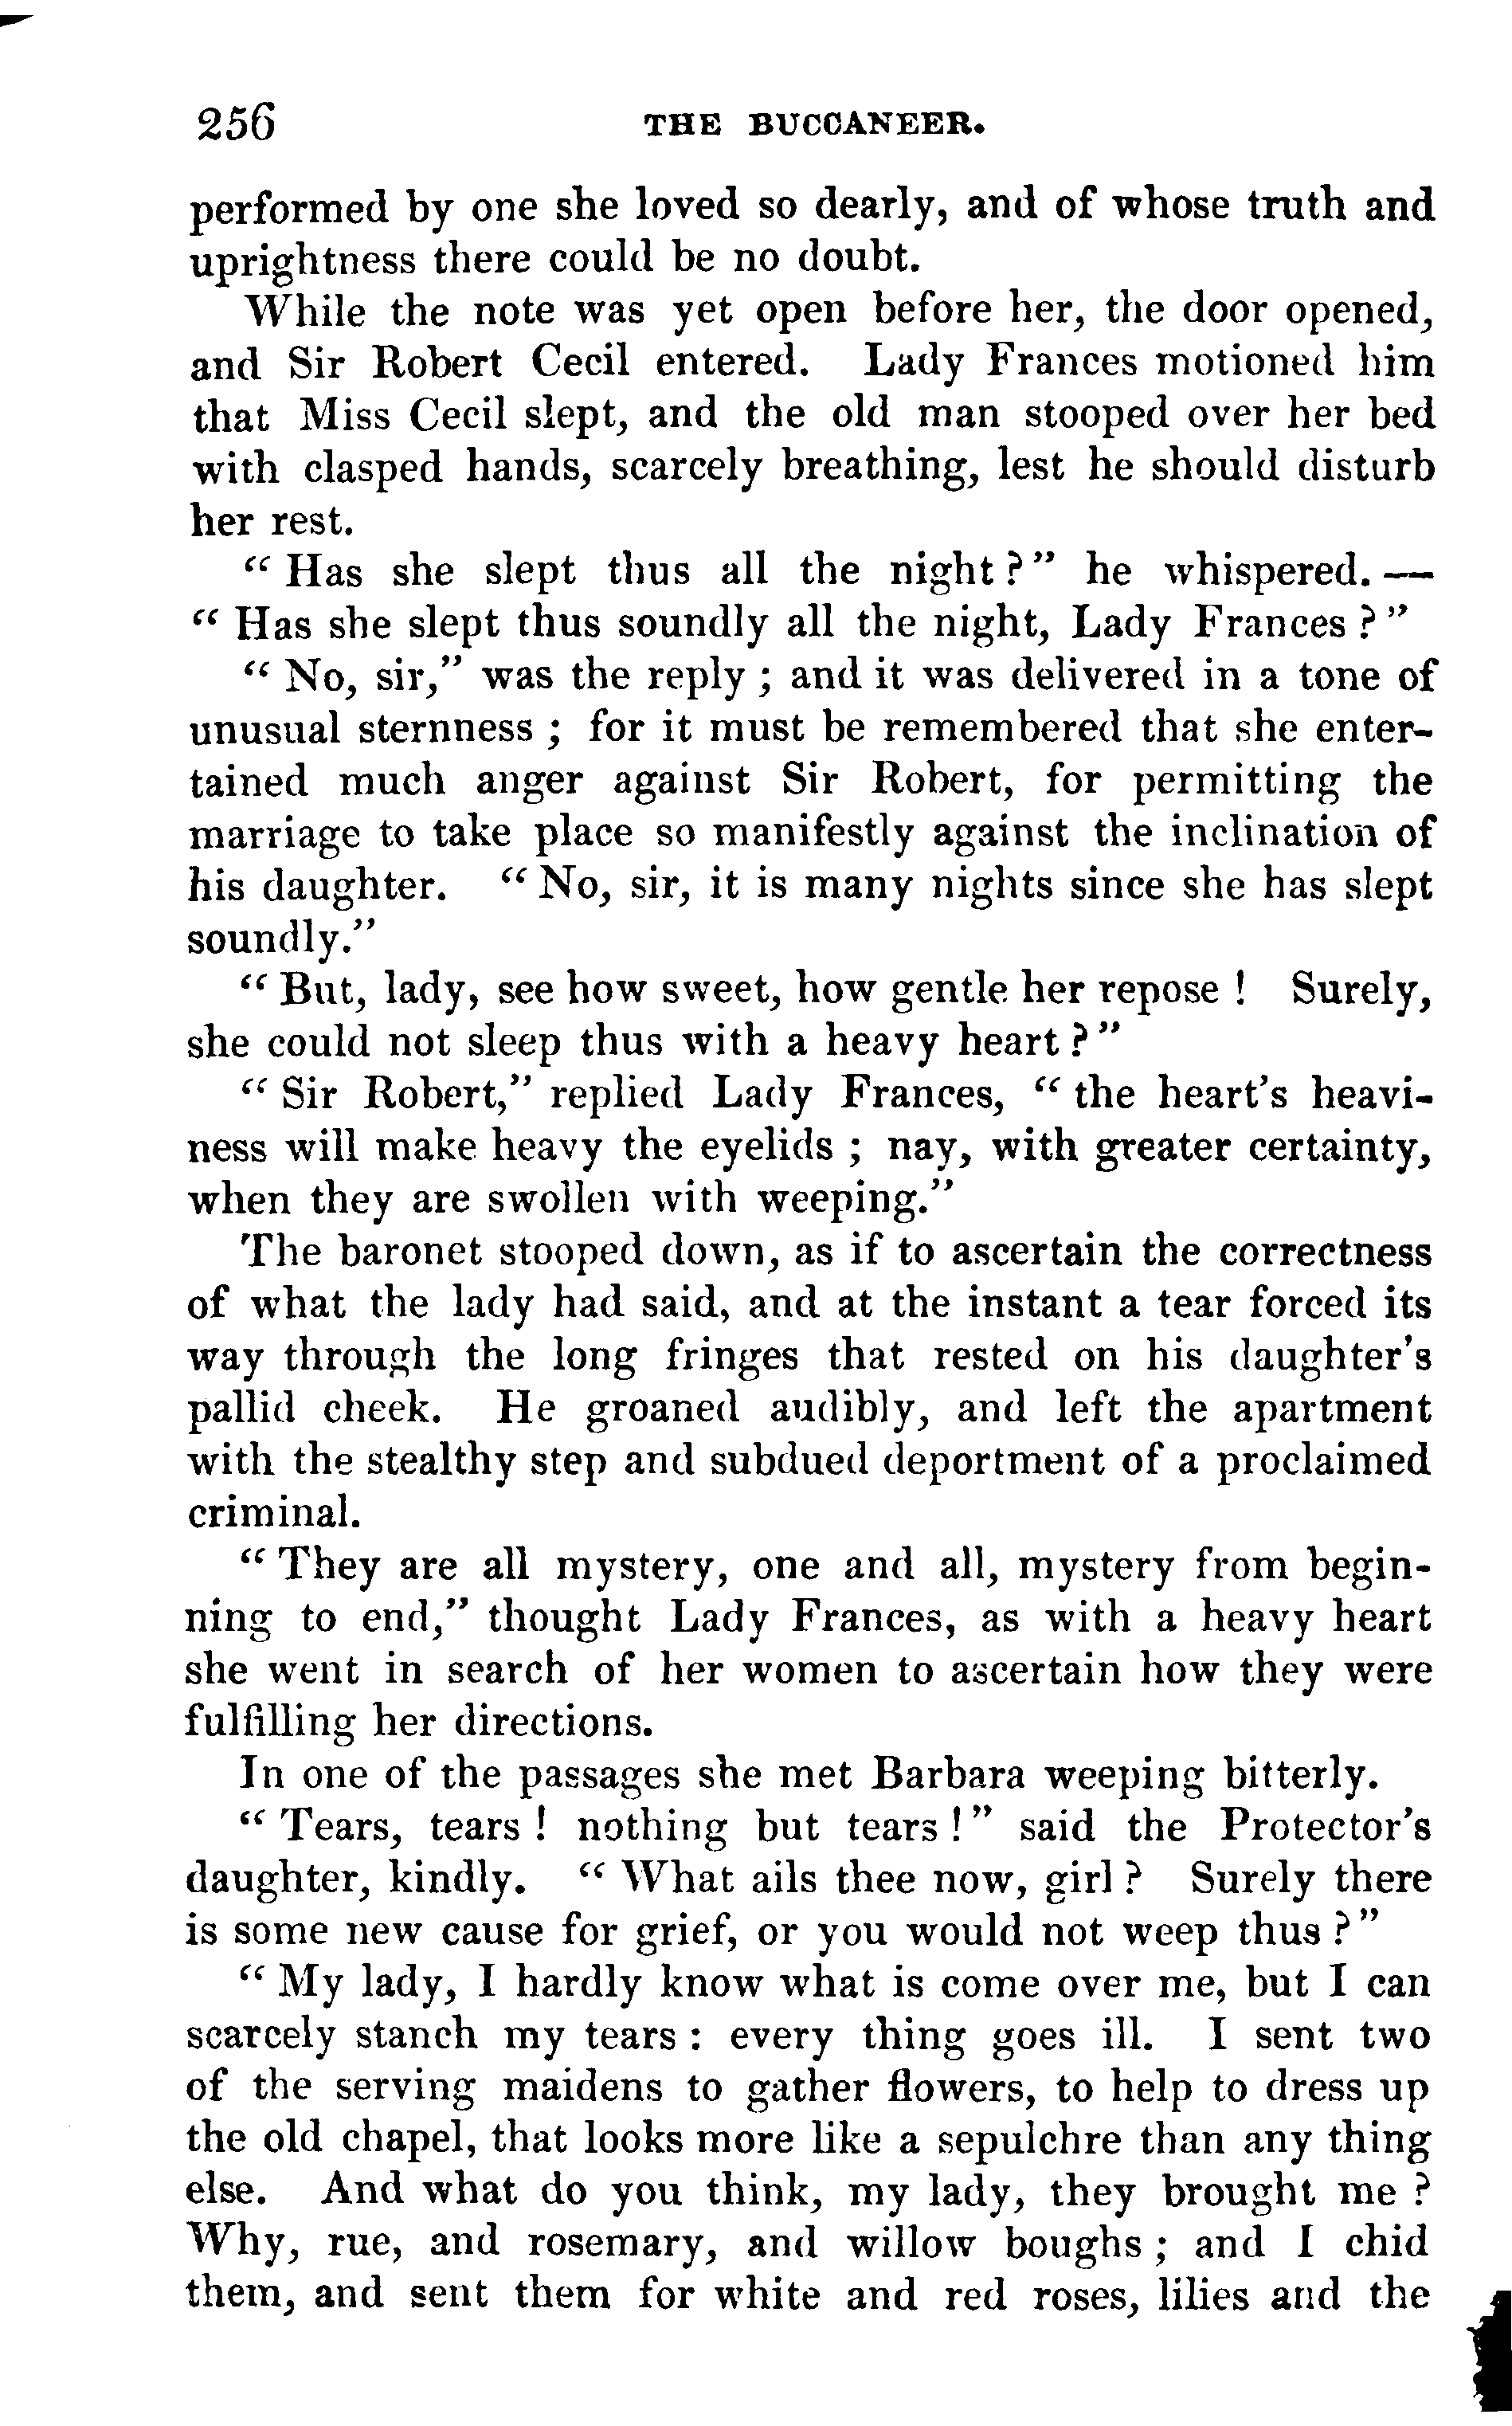 256 THE BUCCANEER.
performed by one she loved so dearly, and of whose truth and
uprightness there could be no doubt.
While the note was yet open before her, the door opened,
and Sir Robert Cecil entered. Lady Frances motioned him
that Miss Cecil slept, and the old man stooped over her bed
with clasped hands, scarcely breathing, lest he should disturb
her rest.
“ Has she slept thus all the night ? ” he whispered. —
“ Has she slept thus soundly all the night, Lady Frances ? ”
“ No, sir,” was the reply ; and it was delivered in a tone of
unusual sternness ; for it must be remembered that she enter-
tained much anger against Sir Robert, for permitting the
marriage to take place so manifestly against the inclination of
his daughter. “ No, sir, it is many nights since she has slept
soundly.”
“ But, lady, see how sweet, how gentle her repose ! Surely,
she could not sleep thus with a heavy heart ? ”
“ Sir Robert,” replied Lady Frances, “ the heart's heavi-
ness will make heavy the eyelids ; nay, with greater certainty,
when they are swollen with weeping.”
The baronet stooped down, as if to ascertain the correctness
of what the lady had said, and at the instant a tear forced its
way through the long fringes that rested on his daughter's
pallid cheek. He groaned audibly, and left the apartment
with the stealthy step and subdued deportment of a proclaimed
criminal.
“ They are all mystery, one and all, mystery from begin-
ning to end,” thought Lady Frances, as with a heavy heart
she went in search of her women to ascertain how they were
fulfilling her directions.
In one of the passages she met Barbara weeping bitterly.
“ Tears, tears ! nothing but tears ! ” said the Protector's
daughter, kindly. “ What ails thee now, girl ? Surely there
is some new cause for grief, or you would not weep thus ? ”
“ My lady, I hardly know what is come over me, but I can
scarcely stanch my tears : every thing goes ill. I sent two
of the serving maidens to gather flowers, to help to dress up
the old chapel, that looks more like a sepulchre than any thing
else. And what do you think, my lady, they brought me ?
Why, rue, and rosemary, and willow boughs ; and I chid
them, and sent them for white and red roses, lilies and the